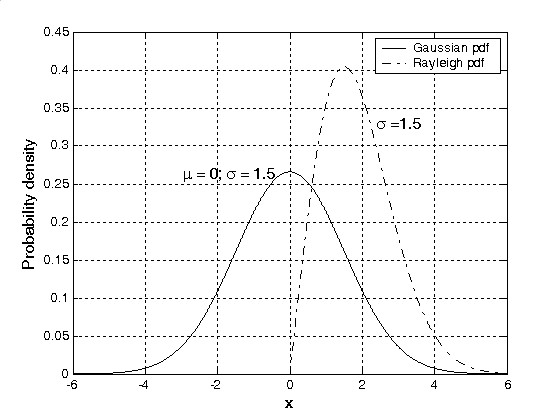 0.45
Gaussian pdf
Rayleigh pdf
0.4
0.35
σ =1.5
0.3
μ = 0; σ = 1.5
0.25
0.2
0.15
0.1
0.05
0
Probability density
-6 -4 -2 0 2 4 6
x